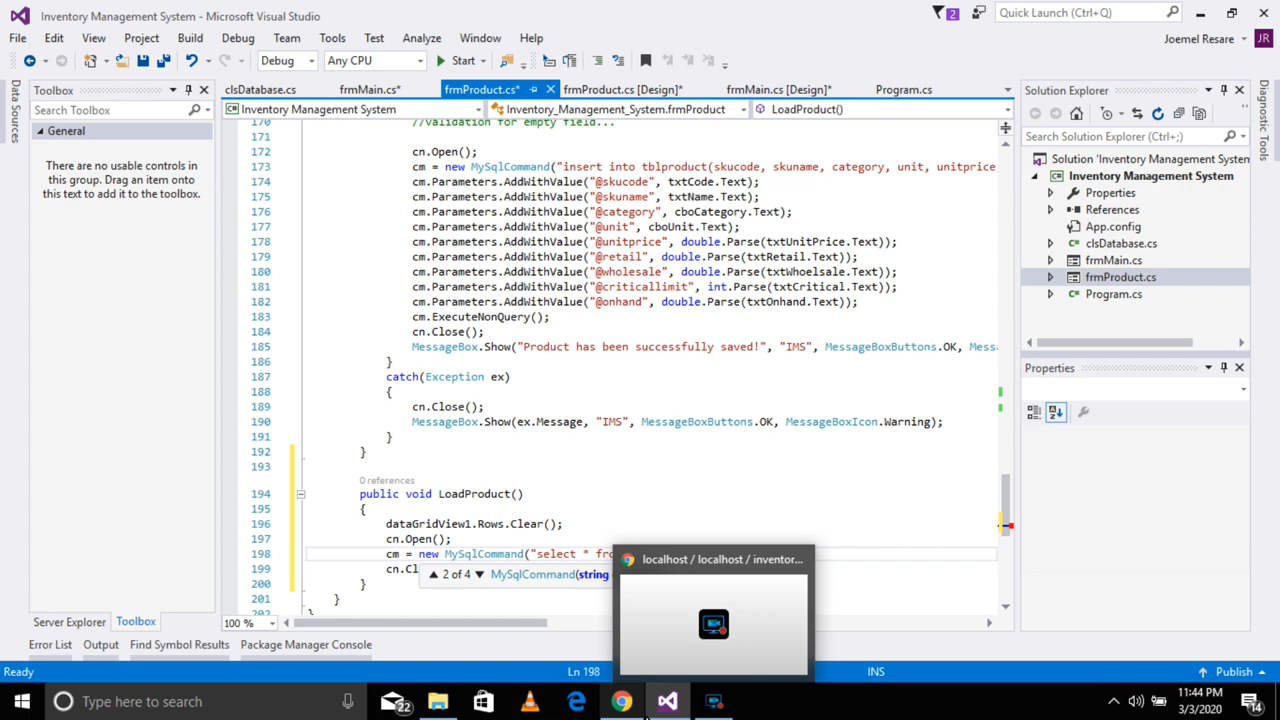 Inventory Management System - Microsoft Visual Studio
2
Quick Launch (Ctrl+Q)
File Edit View Project Build Debug Team Tools Test Analyze Window Help
Joemel Resare JR
Debug Any CPU Start
Data Sources
Toolbox
Search Toolbox
General
There are no usable controls in this group. Drag an item onto this text to add it to the toolbox.
clsDatabase.cs frmMain.cs* frmProduct.cs* frmProduct.cs [Design]* frmMain.cs [Design]* Program.cs
Inventory Management System Inventory_Management_System.frmProduct LoadProduct()
170 //validation for empty field...
171
172 cn.Open();
173 cm = new MySqlCommand("insert into tblproduct(skucode, skuname, category, unit, unitprice,
174 cm.Parameters.AddWithValue("@skucode", txtCode.Text);
175 cm.Parameters.AddWithValue("@skuname", txtName.Text);
176 cm.Parameters.AddWithValue("@category", cboCategory.Text);
177 cm.Parameters.AddWithValue("@unit", cboUnit.Text);
178 cm.Parameters.AddWithValue("@unitprice", double.Parse(txtUnitPrice.Text));
179 cm.Parameters.AddWithValue("@retail", double.Parse(txtRetail.Text));
180 cm.Parameters.AddWithValue("@wholesale", double.Parse(txtWhoelsale.Text));
181 cm.Parameters.AddWithValue("@criticallimit", int.Parse(txtCritical.Text));
182 cm.Parameters.AddWithValue("@onhand", double.Parse(txtOnhand.Text));
183 cm.ExecuteNonQuery();
184 cn.Close();
185 MessageBox.Show("Product has been successfully saved!", "IMS", MessageBoxButtons.OK, Messa
186 }
187 catch(Exception ex)
188 {
189 cn.Close();
190 MessageBox.Show(ex.Message, "IMS", MessageBoxButtons.OK, MessageBoxIcon.Warning);
191 }
192 }
193
0 references
194 public void LoadProduct()
195 {
196 dataGridView1.Rows.Clear();
197 cn.Open();
198 cm = new MySqlCommand("select * fro
199 cn.Cl
2 of 4 MySqlCommand(string
200 }
201 }
202
100 %
localhost / localhost / inventor...
Solution Explorer
Search Solution Explorer (Ctrl+;)
Solution 'Inventory Management System
Inventory Management System
Properties
References
App.config
clsDatabase.cs
frmMain.cs
frmProduct.cs
Program.cs
Properties
Diagnostic Tools
Server Explorer Toolbox
Error List Output Find Symbol Results Package Manager Console
Ready Ln 198 INS Publish
Type here to search
22
11:44 PM
3/3/2020
14